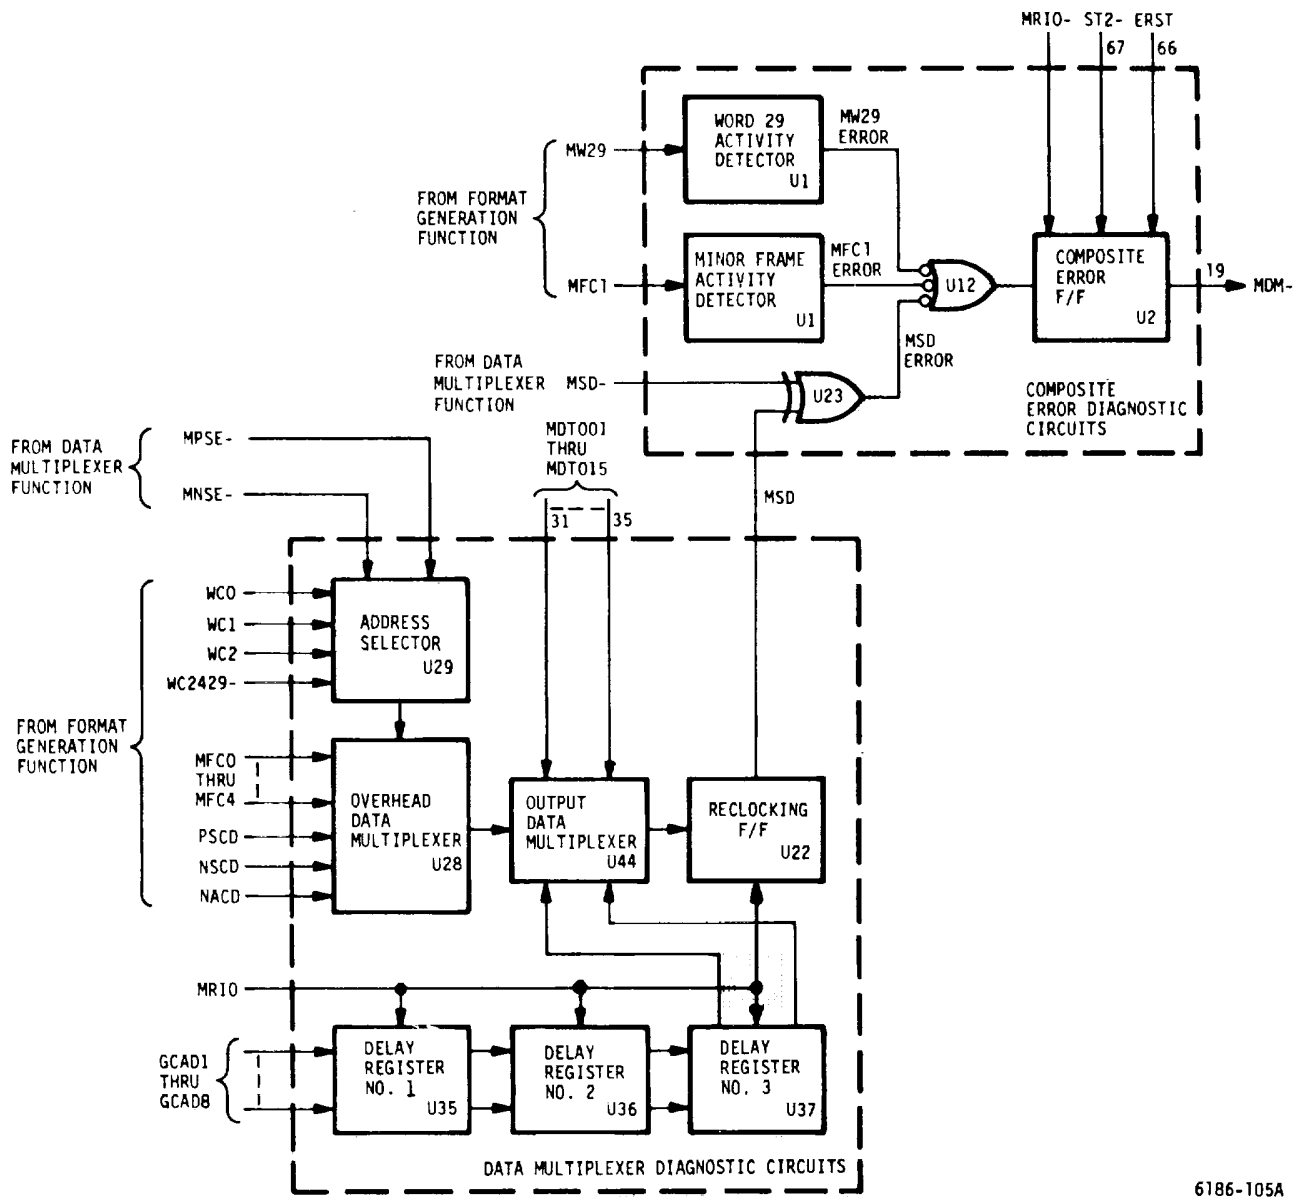 MRIO- ST2- ERST
67
66
WORD 29
ACTIVITY
DETECTOR
U1
MW29
ERROR
MW29
FROM FORMAT
GENERATION
FUNCTION
MFC1
MINOR FRAME
ACTIVITY
DETECTOR
U1
MFC1
ERROR
U12
COMPOSITE
ERROR
F/F
U2
19
MDM-
MSD
ERROR
FROM DATA
MULTIPLEXER
FUNCTION
MSD-
U23
COMPOSITE
ERROR DIAGNOSTIC
CIRCUITS
FROM DATA
MULTIPLEXER
FUNCTION
MPSE-
MNSE-
MDT001
THRU
MDT015
31
35
MSD
WC0
WC1
WC2
WC2429-
ADDRESS
SELECTOR
U29
FROM FORMAT
GENERATION
FUNCTION
MFC0
THRU
MFC4
PSCD
NSCD
NACD
OVERHEAD
DATA
MULTIPLEXER
U28
OUTPUT
DATA
MULTIPLEXER
U44
RECLOCKING
F/F
U22
MRIO
GCAD1
THRU
GCAD8
DELAY
REGISTER
NO. 1
U35
DELAY
REGISTER
NO. 2
U36
DELAY
REGISTER
NO. 3
U37
DATA MULTIPLEXER DIAGNOSTIC CIRCUITS
6186-105A